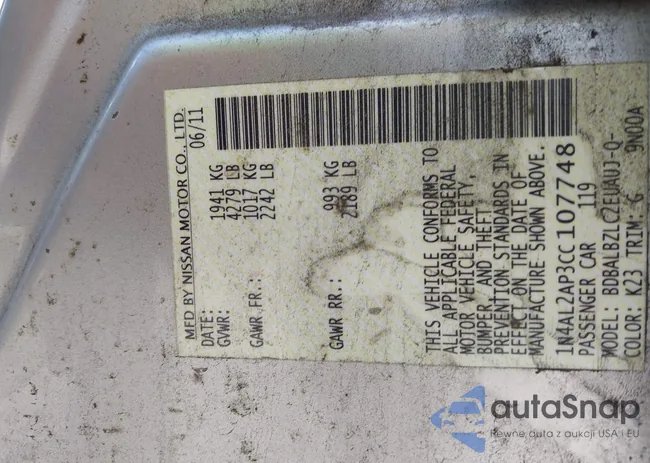 MFD BY NISSAN MOTOR CO., LTD.
DATE: 06/11
GVWR: 1941 KG
4279 LB
GAWR FR.: 1017 KG
2242 LB
GAWR RR.: 993 KG
2189 LB
THIS VEHICLE CONFORMS TO
ALL APPLICABLE FEDERAL
MOTOR VEHICLE SAFETY,
BUMPER AND THEFT
PREVENTION STANDARDS IN
EFFECT ON THE DATE OF
MANUFACTURE SHOWN ABOVE.
1N4AL2AP3CC107748
PASSENGER CAR 119
MODEL: BDBALBZLCZEUAUJ-Q-
COLOR: K23 TRIM: G 9N00A
autaSnap
Pewne auta z aukcji USA i EU